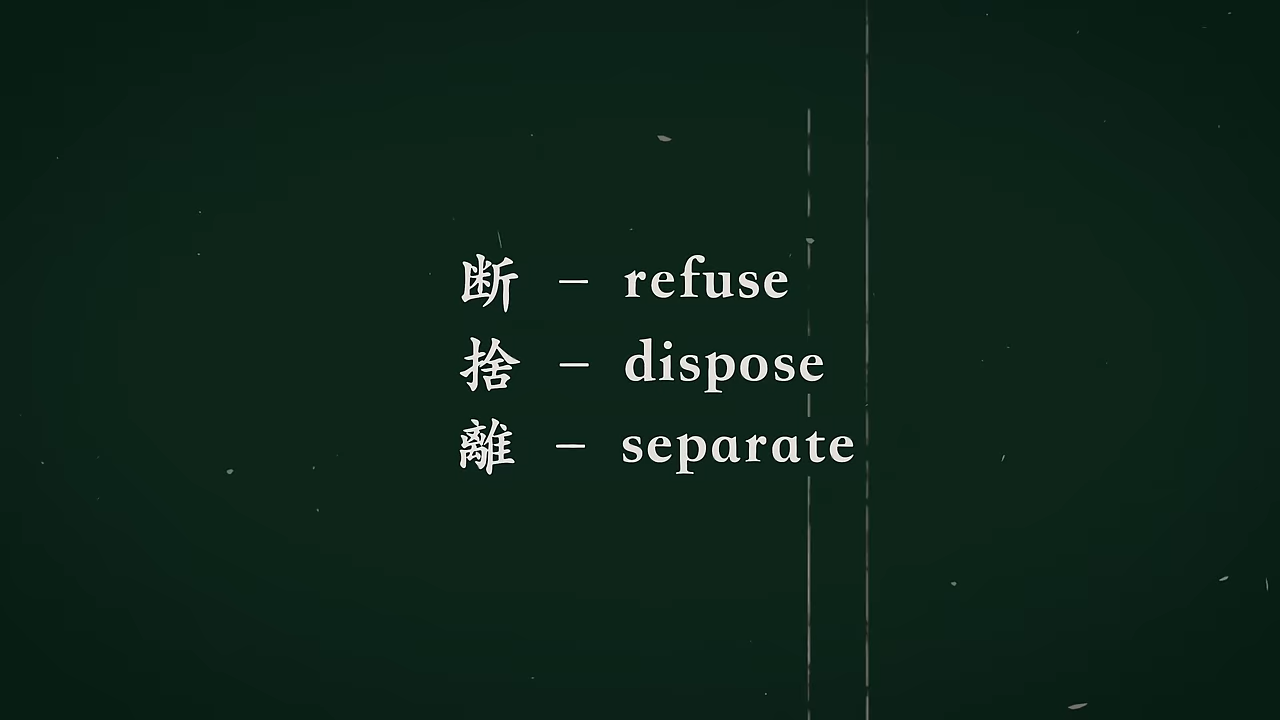 断 – refuse
捨 – dispose
離 – separate